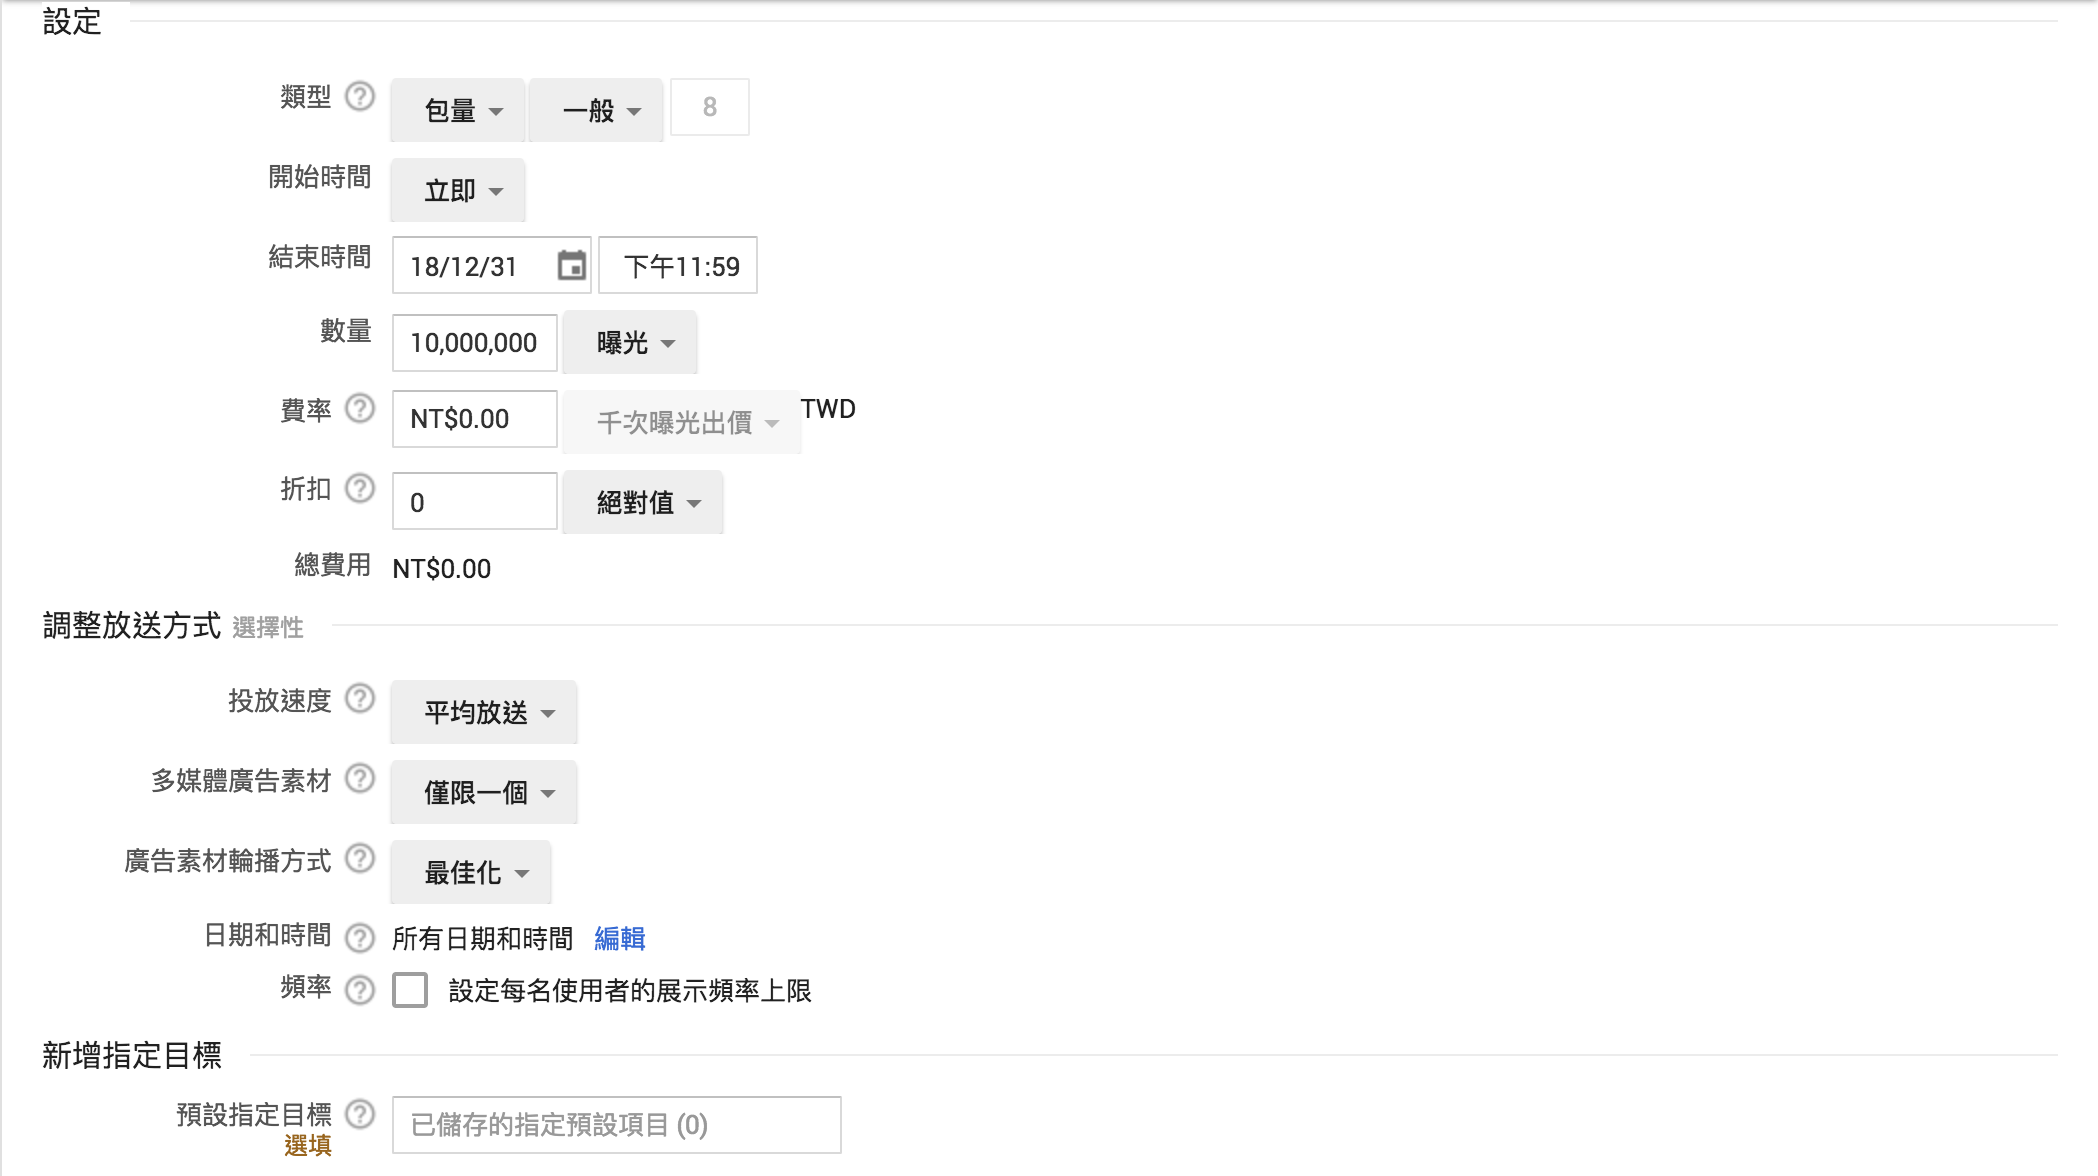 設定
類型 包量 一般 8
開始時間 立即
結束時間 18/12/31 下午11:59
數量 10,000,000 曝光
費率 NT$0.00 千次曝光出價 TWD
折扣 0 絕對值
總費用 NT$0.00
調整放送方式 選擇性
投放速度 平均放送
多媒體廣告素材 僅限一個
廣告素材輪播方式 最佳化
日期和時間 所有日期和時間 編輯
頻率 設定每名使用者的展示頻率上限
新增指定目標
預設指定目標 已儲存的指定預設項目 (0)
選填